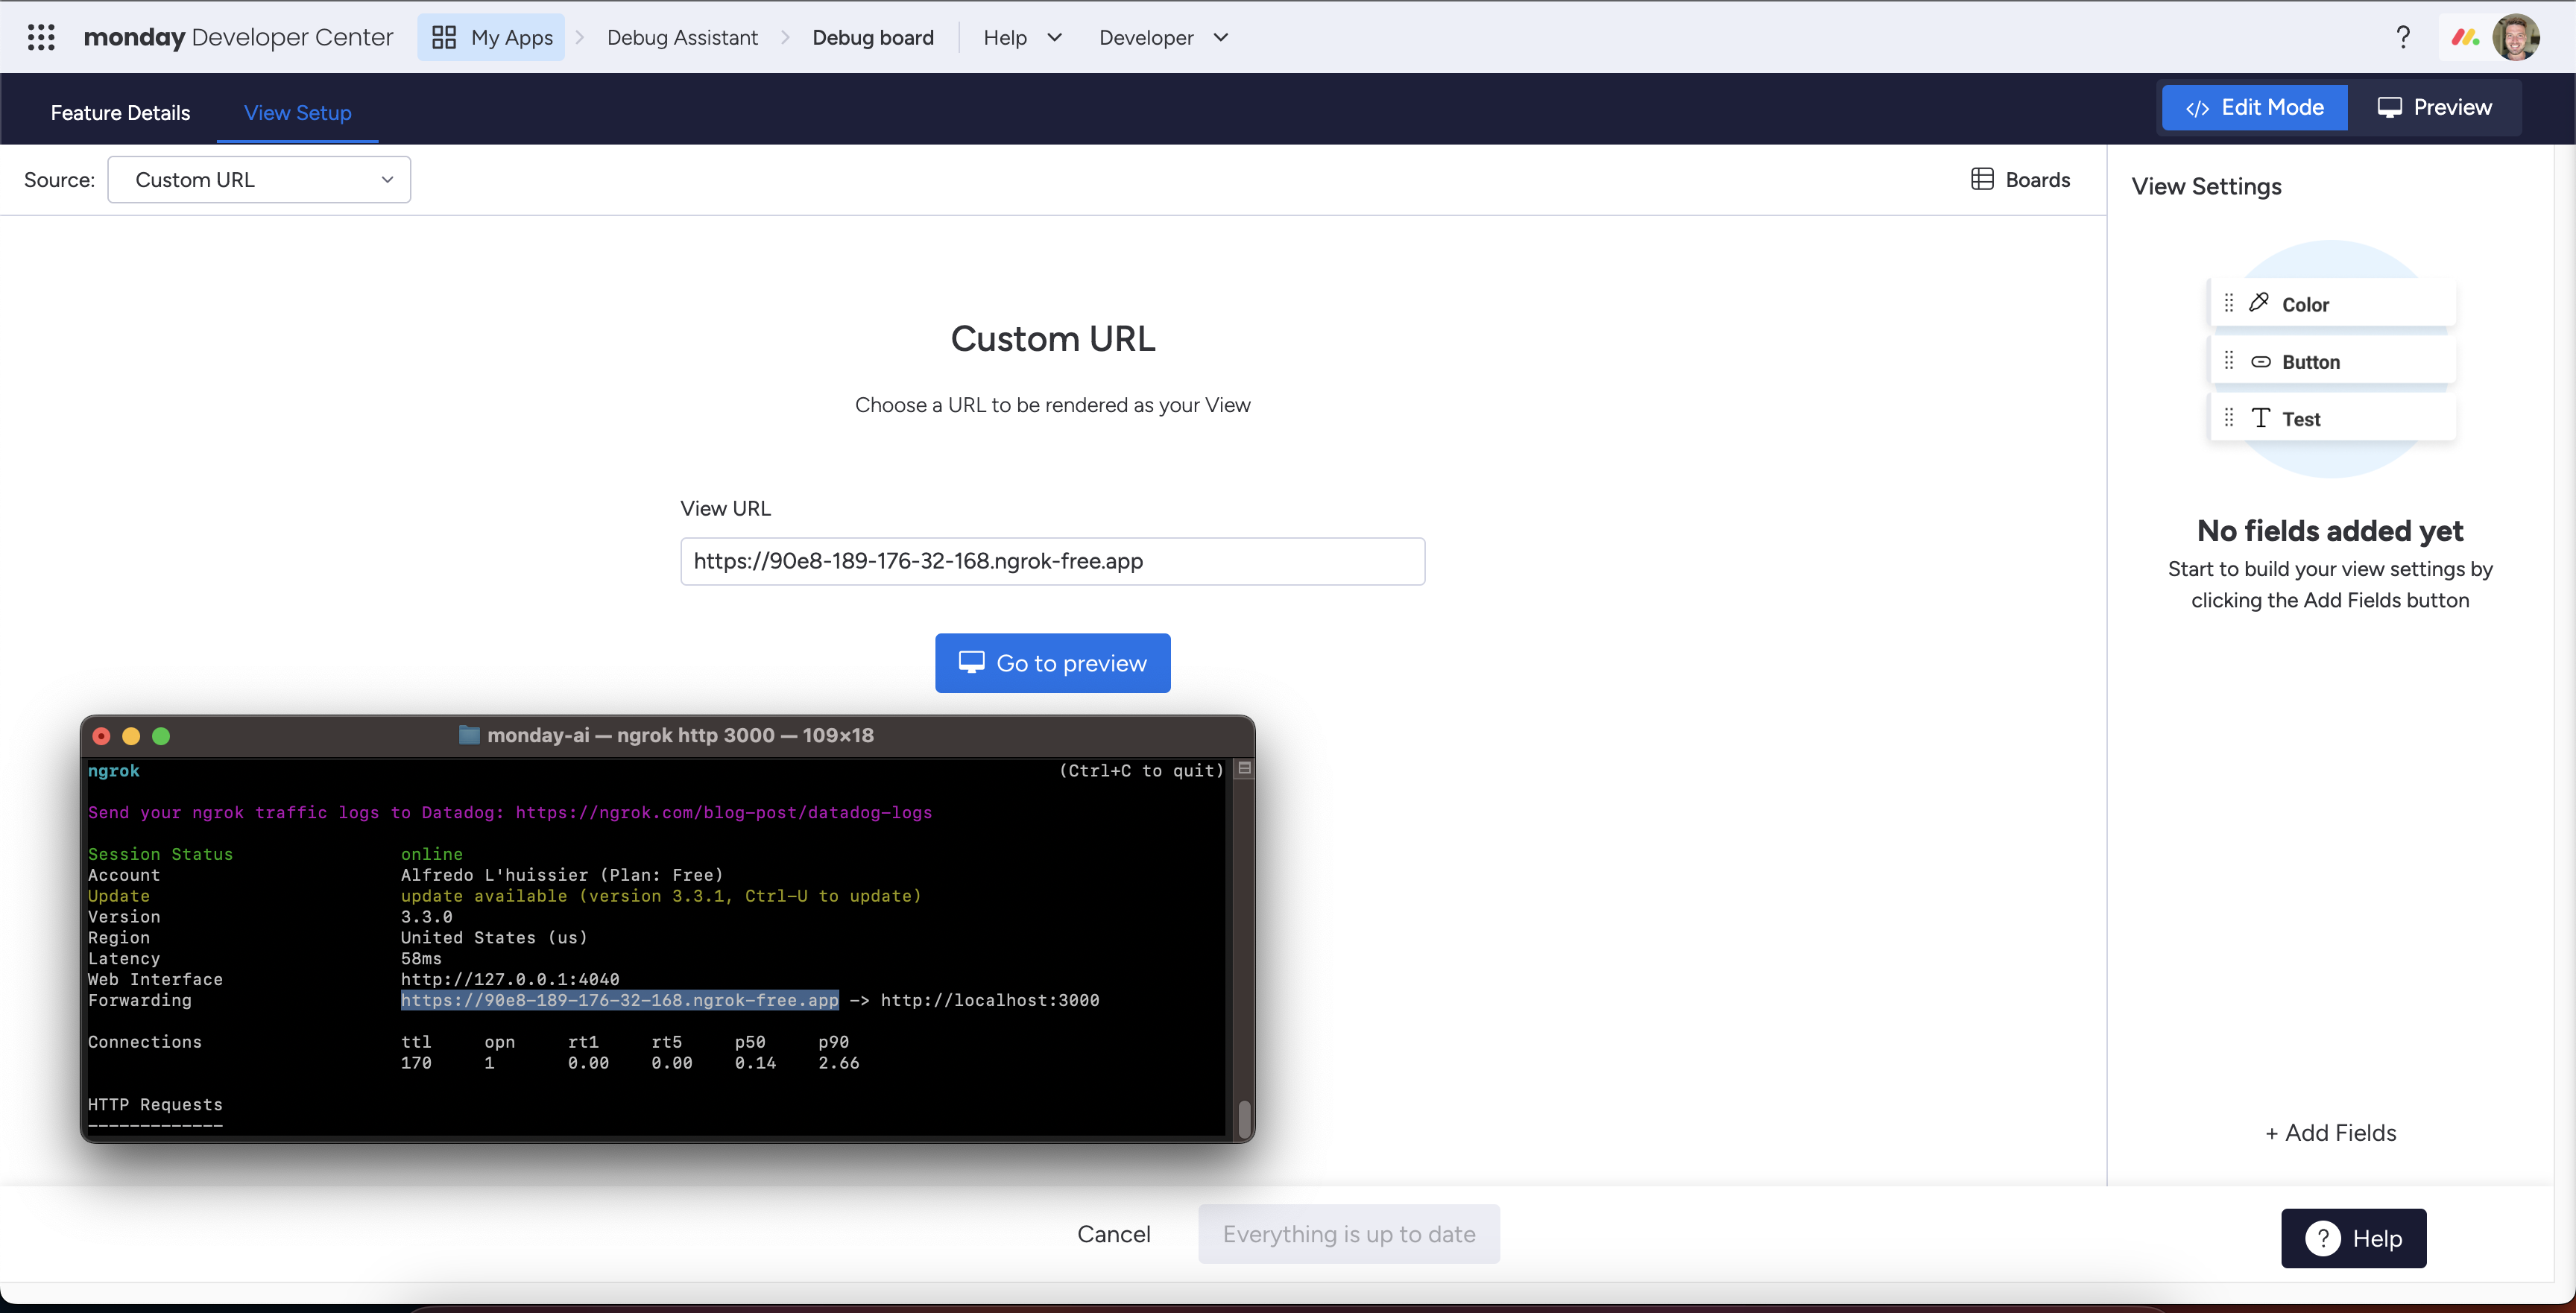 monday Developer Center My Apps Debug Assistant Debug board Help Developer ?
Feature Details View Setup </> Edit Mode Preview
Source: Custom URL Boards
View Settings
Color
Button
Test
No fields added yet
Start to build your view settings by
clicking the Add Fields button
+ Add Fields
Custom URL
Choose a URL to be rendered as your View
View URL
https://90e8-189-176-32-168.ngrok-free.app
Go to preview
monday-ai — ngrok http 3000 — 109×18
ngrok (Ctrl+C to quit)
Send your ngrok traffic logs to Datadog: https://ngrok.com/blog-post/datadog-logs
Session Status online
Account Alfredo L'huissier (Plan: Free)
Update update available (version 3.3.1, Ctrl-U to update)
Version 3.3.0
Region United States (us)
Latency 58ms
Web Interface http://127.0.0.1:4040
Forwarding https://90e8-189-176-32-168.ngrok-free.app -> http://localhost:3000
Connections ttl opn rt1 rt5 p50 p90
170 1 0.00 0.00 0.14 2.66
HTTP Requests
-------------
Cancel Everything is up to date
? Help